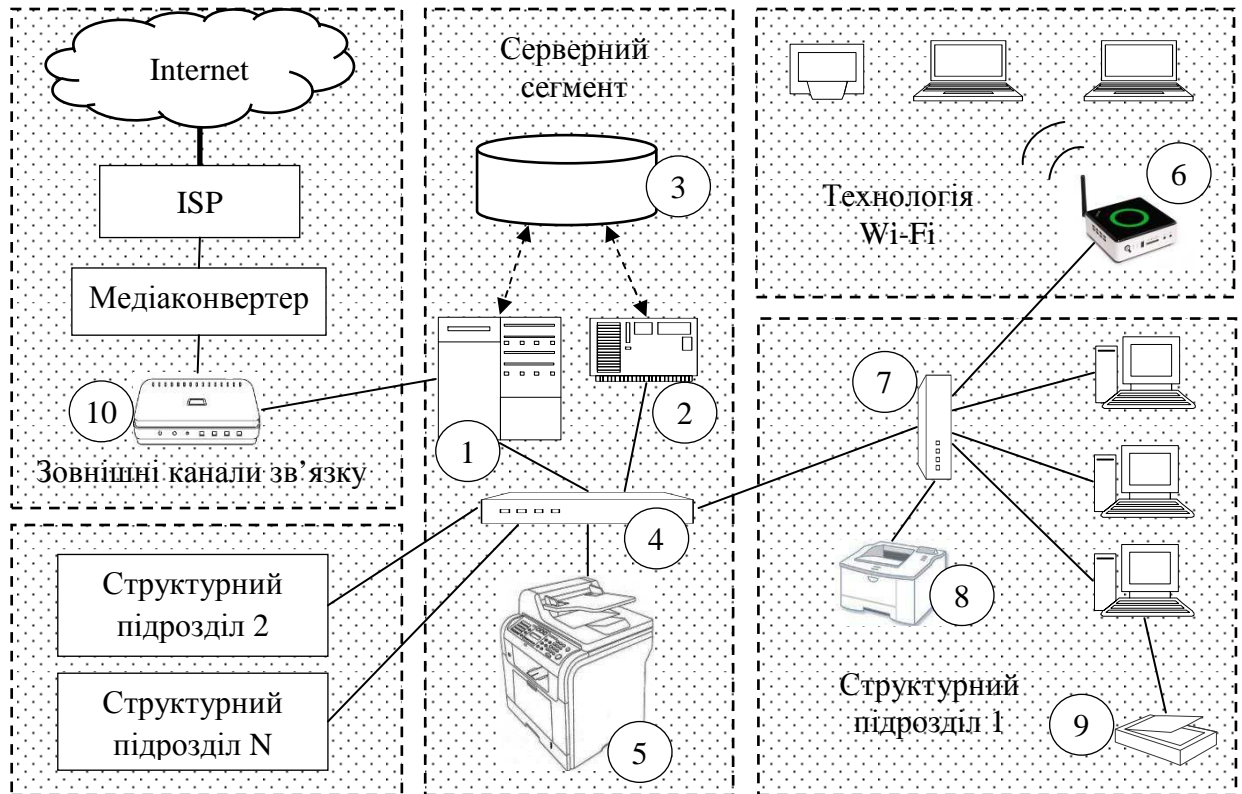 Internet
ISP
Медіаконвертер
10
Зовнішні канали зв’язку
Структурний
підрозділ 2
Структурний
підрозділ N
Серверний
сегмент
3
1
2
4
5
6
Технологія
Wi-Fi
7
8
Структурний
підрозділ 1
9